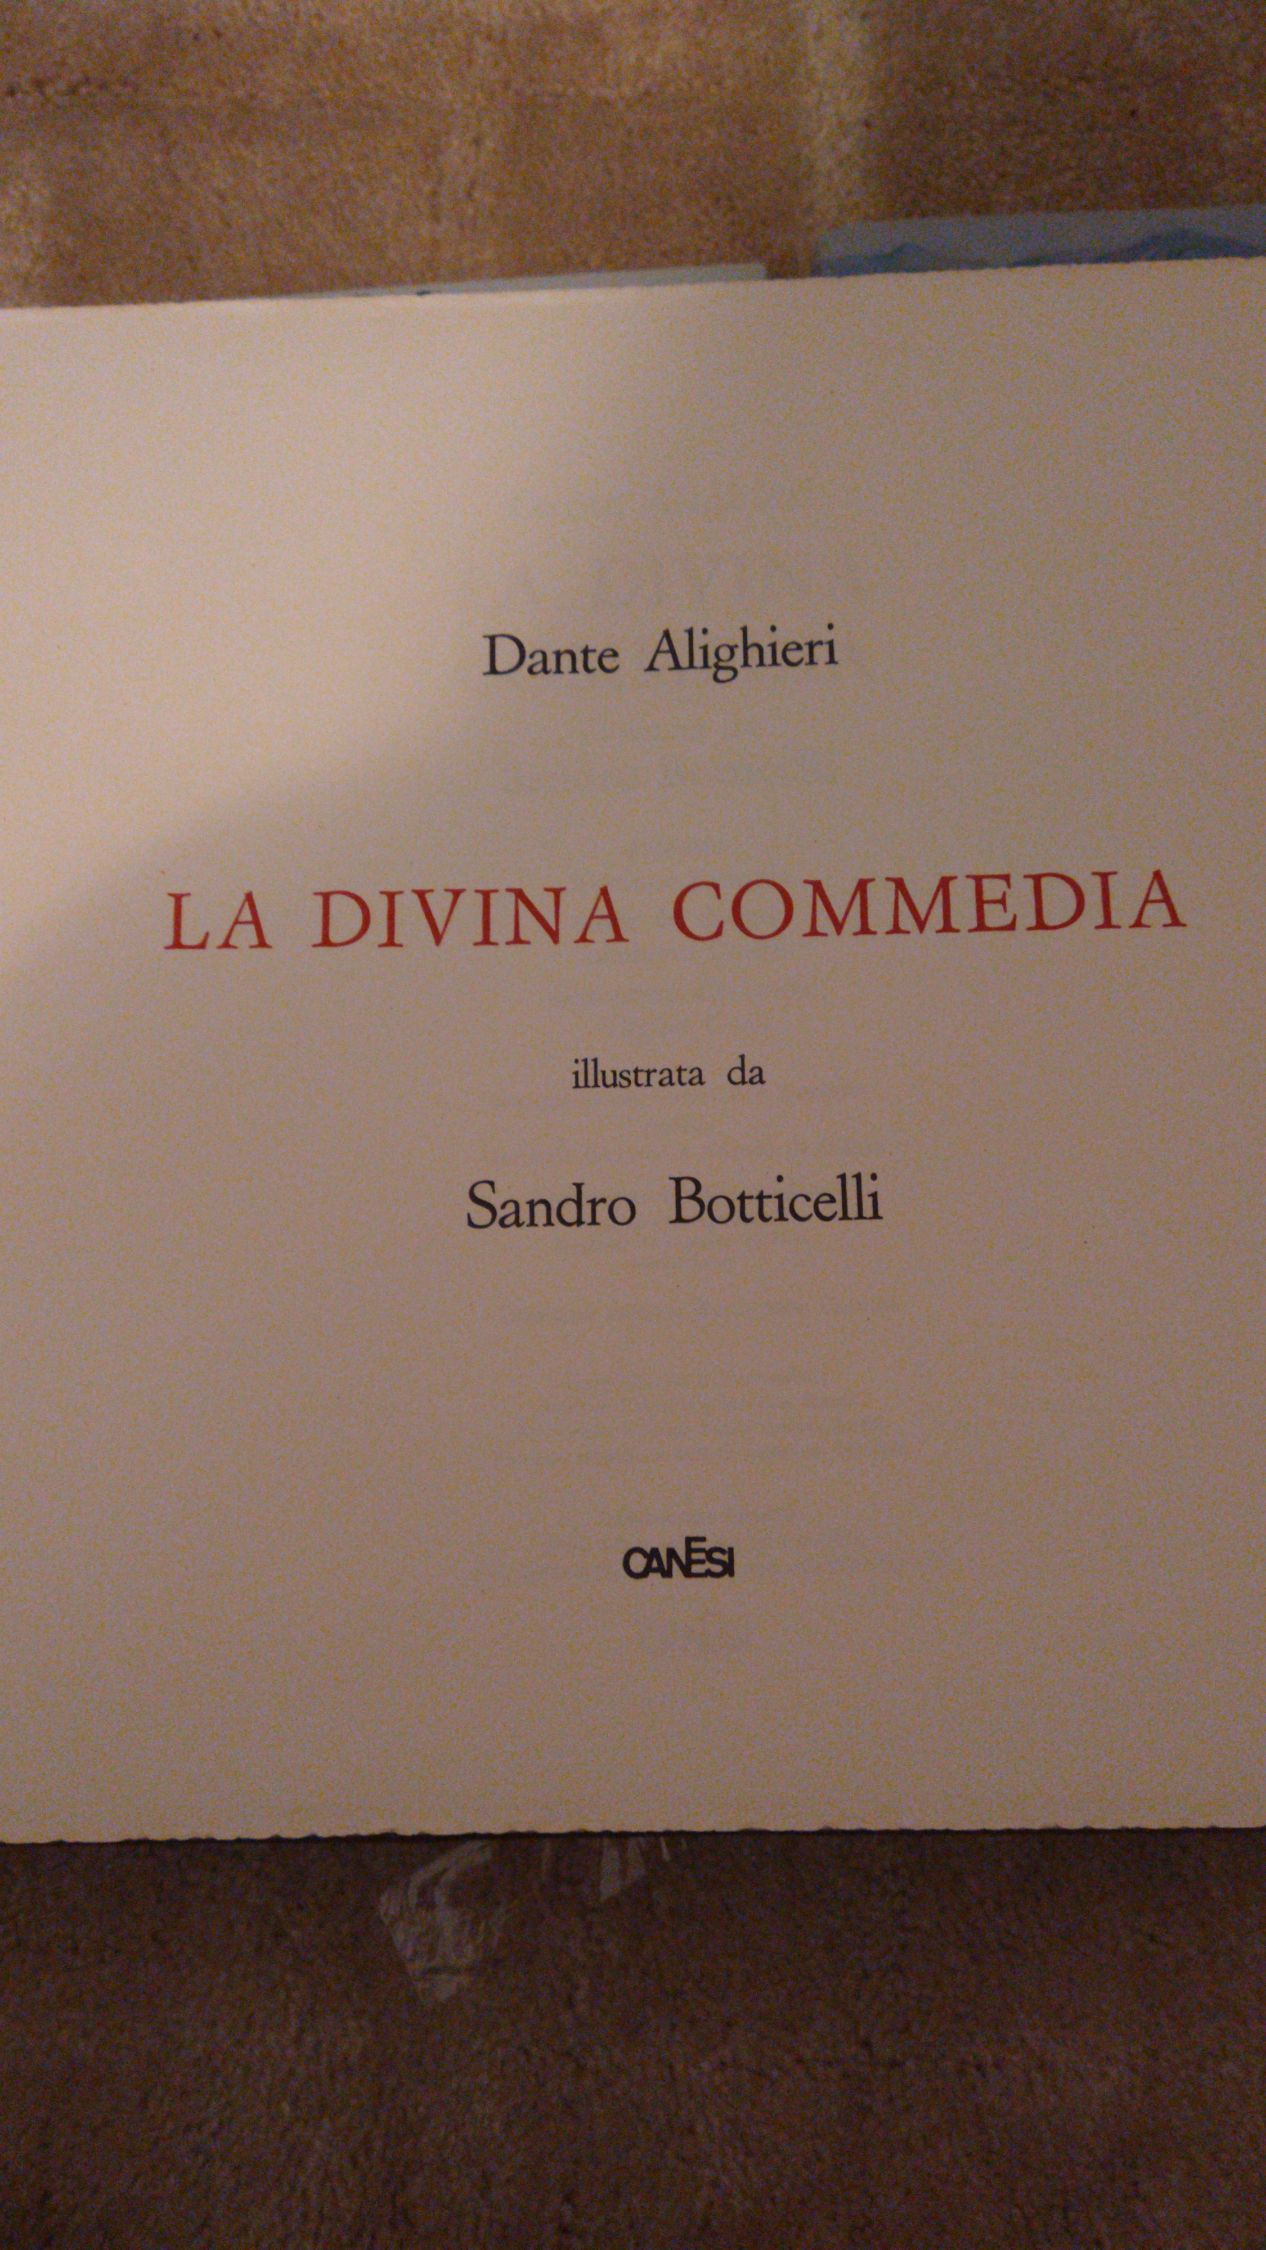 Dante Alighieri
LA DIVINA COMMEDIA
illustrata da
Sandro Botticelli
CANESI